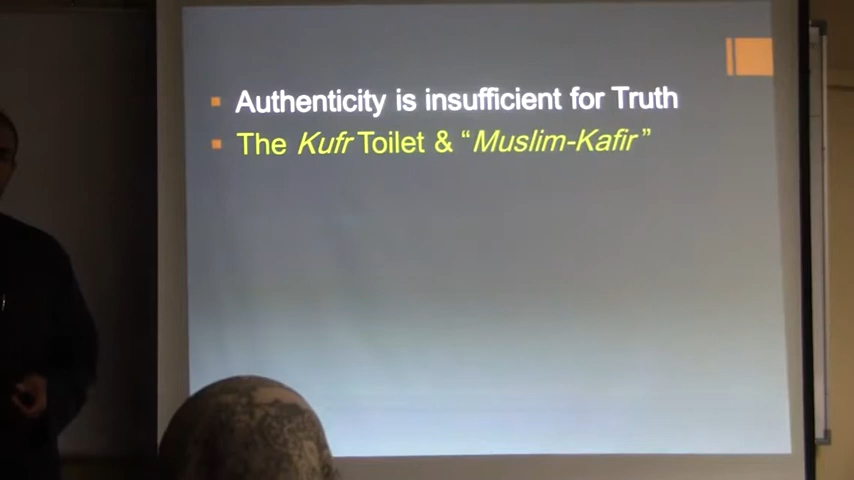 Authenticity is insufficient for Truth
The Kufr Toilet & “Muslim-Kafir”